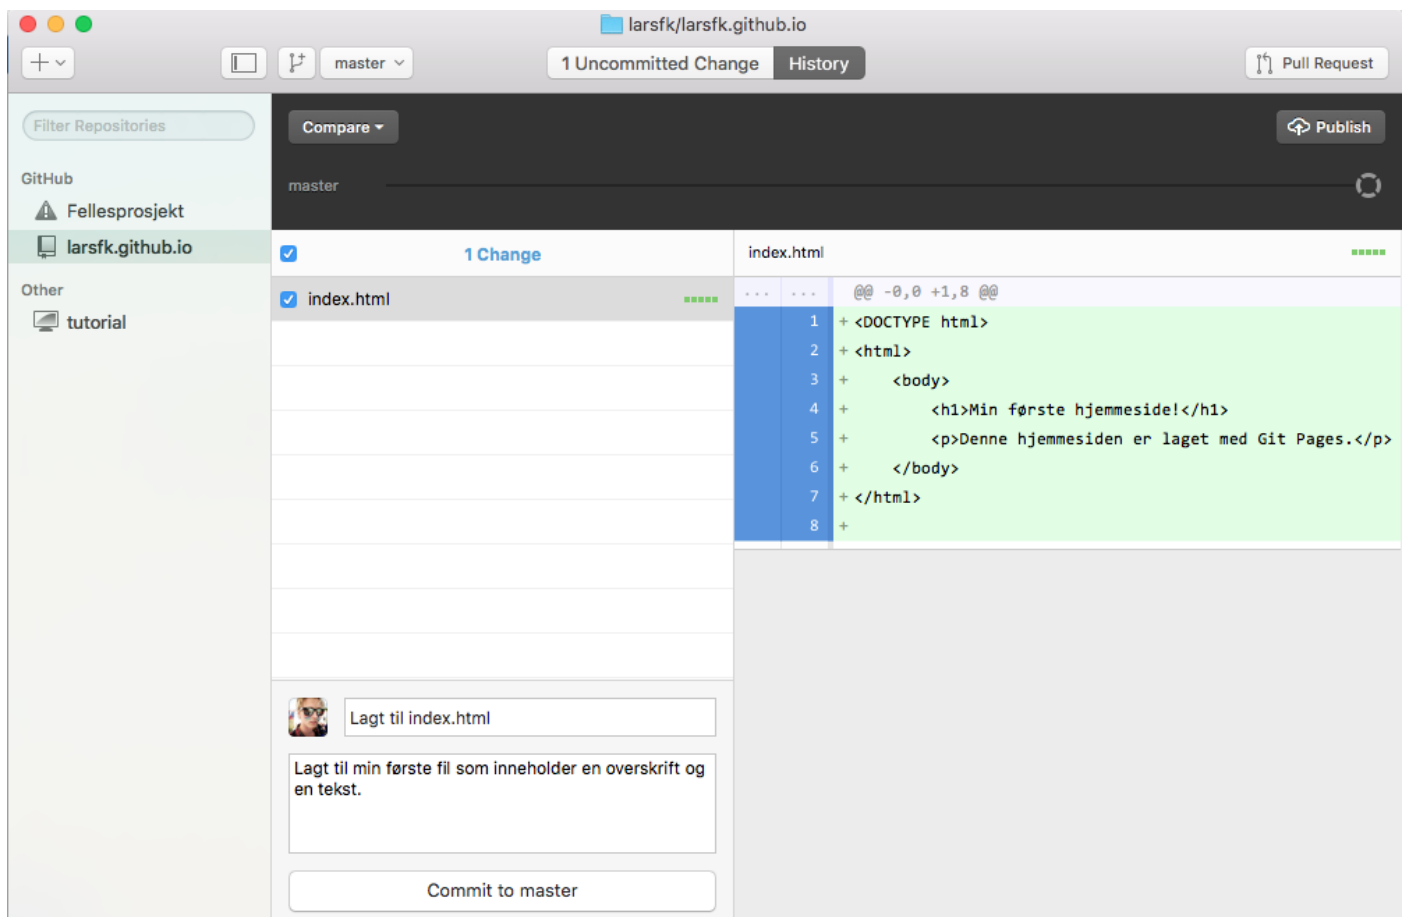 larsfk/larsfk.github.io
master
1 Uncommitted Change
History
Pull Request
Filter Repositories
GitHub
Fellesprosjekt
larsfk.github.io
Other
tutorial
Compare
Publish
master
1 Change
index.html
Lagt til index.html
Lagt til min første fil som inneholder en overskrift og
en tekst.
Commit to master
index.html
... ... @@ -0,0 +1,8 @@
1 + <DOCTYPE html>
2 + <html>
3 +     <body>
4 +         <h1>Min første hjemmeside!</h1>
5 +         <p>Denne hjemmesiden er laget med Git Pages.</p>
6 +     </body>
7 + </html>
8 +